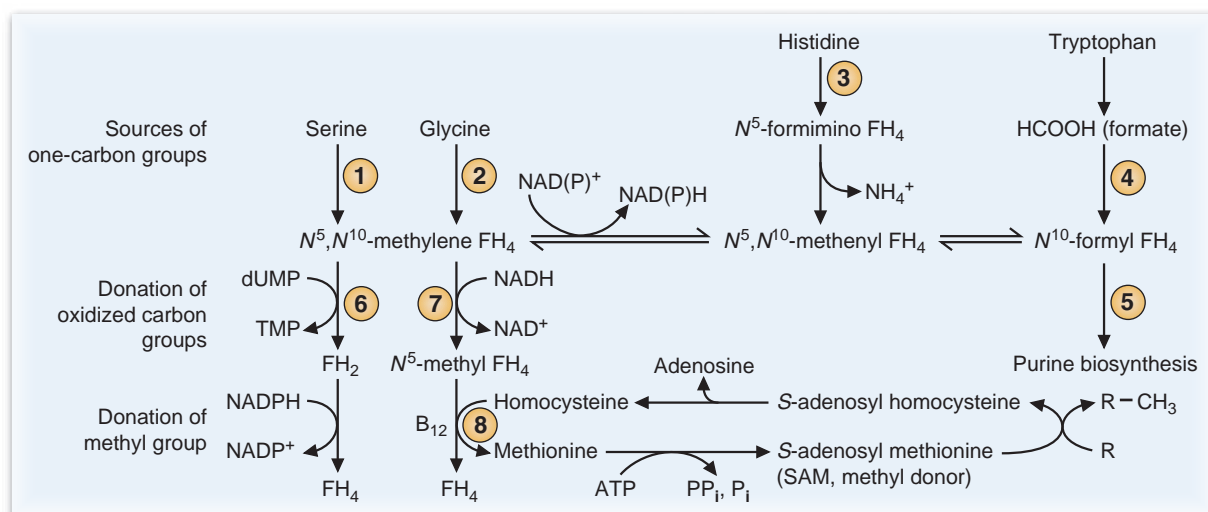 Histidine
Tryptophan
3
Sources of
one-carbon groups
Serine
Glycine
N5-formimino FH4
HCOOH (formate)
1
2
NAD(P)+
NAD(P)H
NH4+
4
N5,N10-methylene FH4
N5,N10-methenyl FH4
N10-formyl FH4
Donation of
oxidized carbon
groups
dUMP
6
TMP
7
NADH
NAD+
5
FH2
N5-methyl FH4
Purine biosynthesis
Donation of
methyl group
NADPH
NADP+
B12
8
Homocysteine
Adenosine
S-adenosyl homocysteine
R–CH3
Methionine
S-adenosyl methionine
(SAM, methyl donor)
R
FH4
FH4
ATP
PPi, Pi